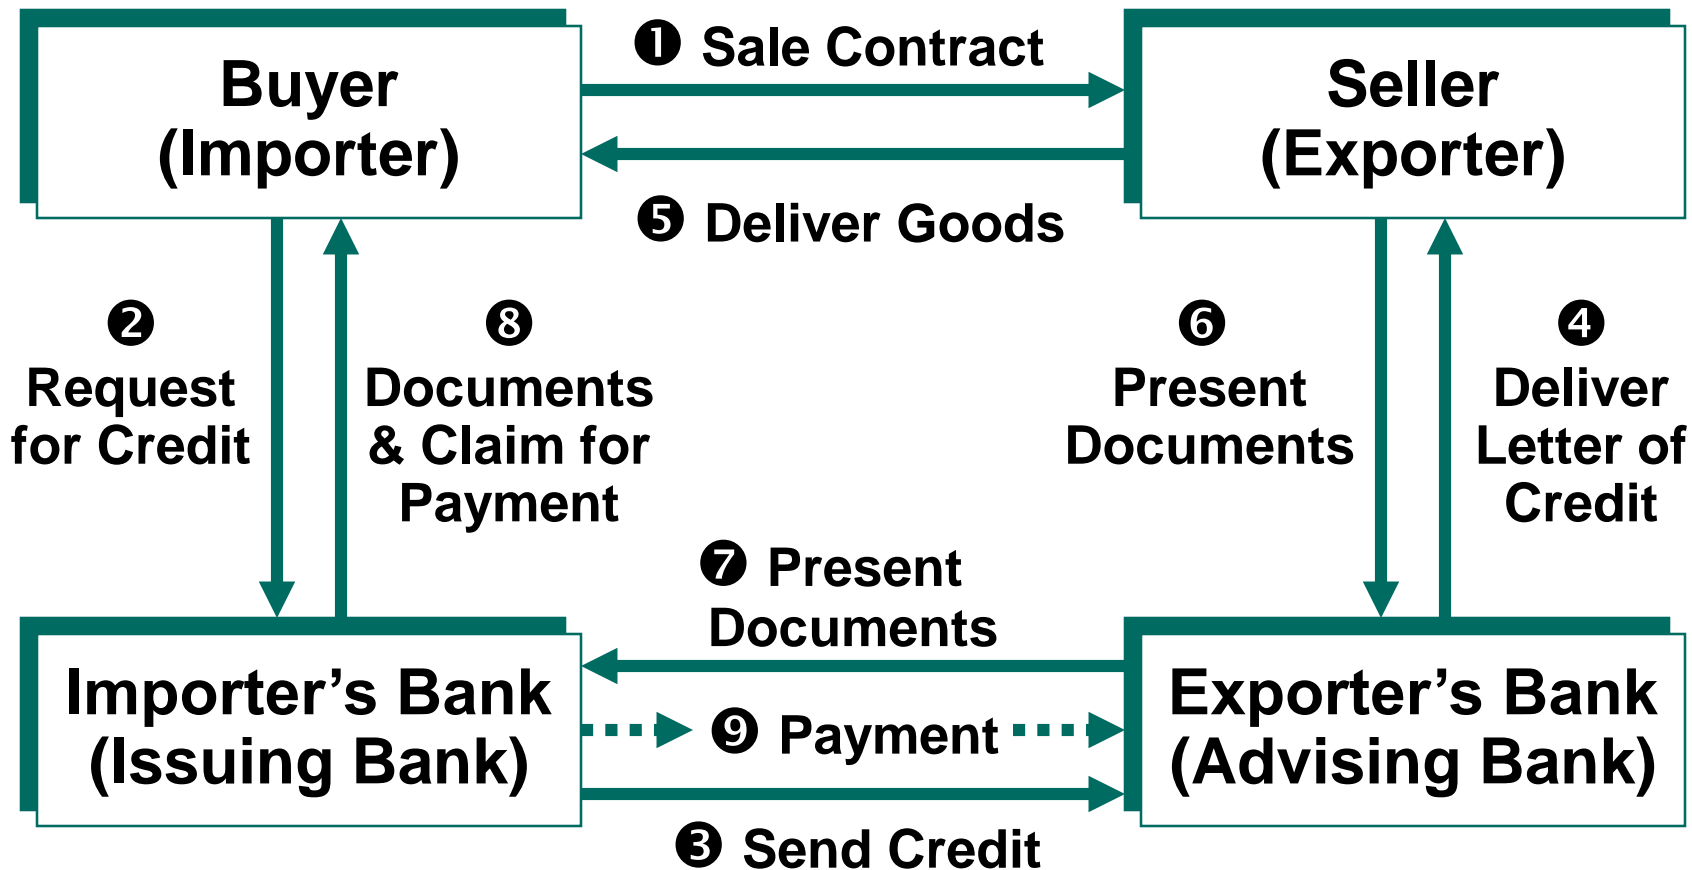 Buyer
(Importer)
❶ Sale Contract
Seller
(Exporter)
❺ Deliver Goods
❷
Request
for Credit
❽
Documents
& Claim for
Payment
❻
Present
Documents
❹
Deliver
Letter of
Credit
❼ Present
Documents
Importer’s Bank
(Issuing Bank)
❾ Payment
Exporter’s Bank
(Advising Bank)
❸ Send Credit